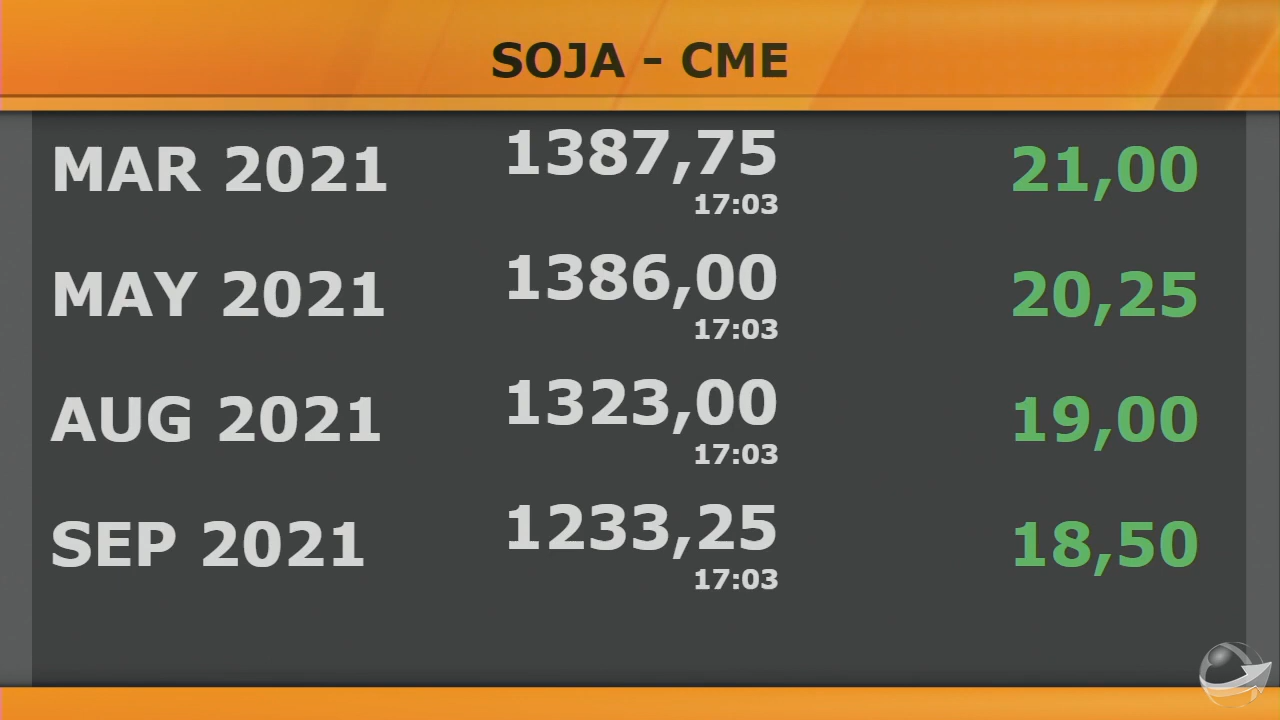 SOJA - CME
MAR 2021 1387,75 21,00
17:03
MAY 2021 1386,00 20,25
17:03
AUG 2021 1323,00 19,00
17:03
SEP 2021 1233,25 18,50
17:03